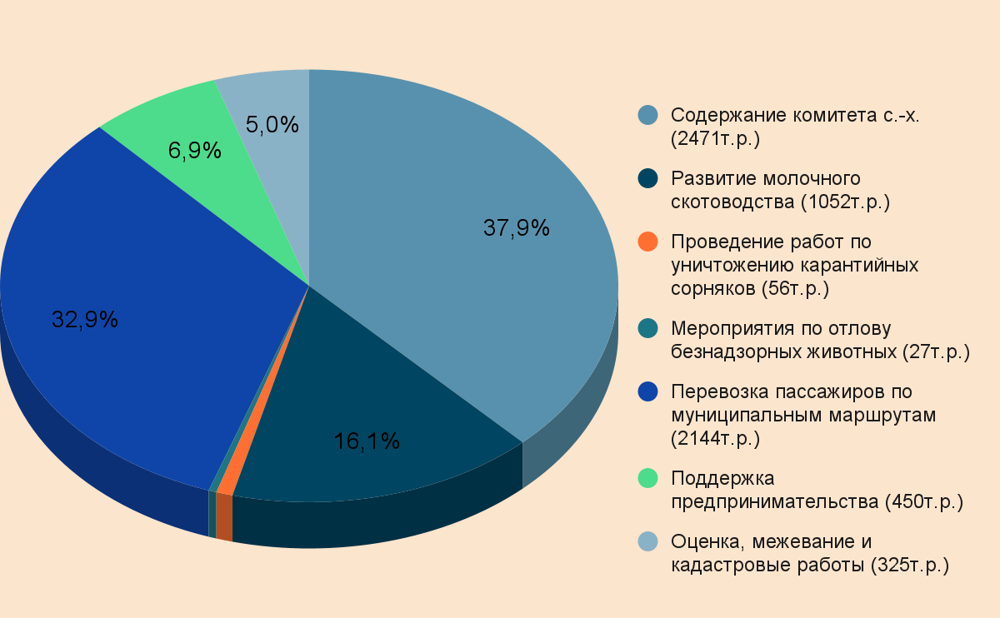 5,0%
6,9%
37,9%
32,9%
16,1%
Содержание комитета с.-х.
(2471т.р.)
Развитие молочного
скотоводства (1052т.р.)
Проведение работ по
уничтожению карантийных
сорняков (56т.р.)
Мероприятия по отлову
безнадзорных животных (27т.р.)
Перевозка пассажиров по
муниципальным маршрутам
(2144т.р.)
Поддержка
предпринимательства (450т.р.)
Оценка, межевание и
кадастровые работы (325т.р.)